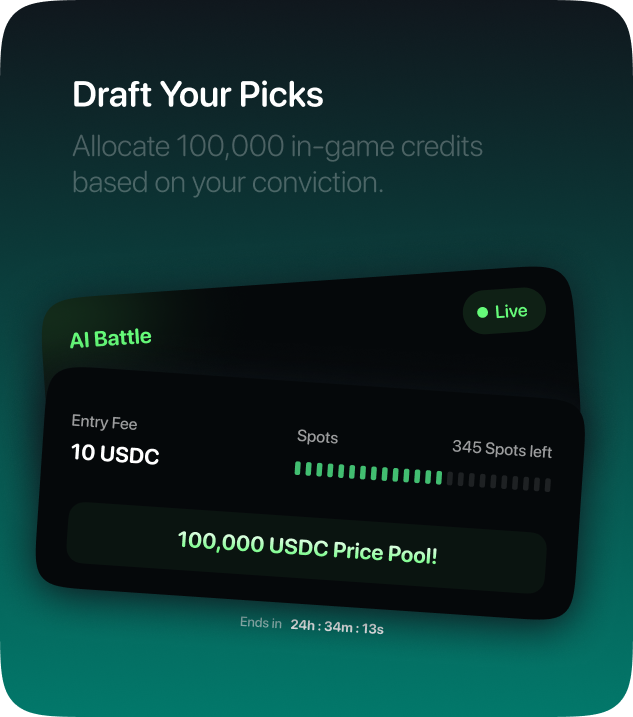 Draft Your Picks
Allocate 100,000 in-game credits
based on your conviction.
Live
AI Battle
Entry Fee
10 USDC
Spots
345 Spots left
100,000 USDC Price Pool!
Ends in 24h : 34m : 13s